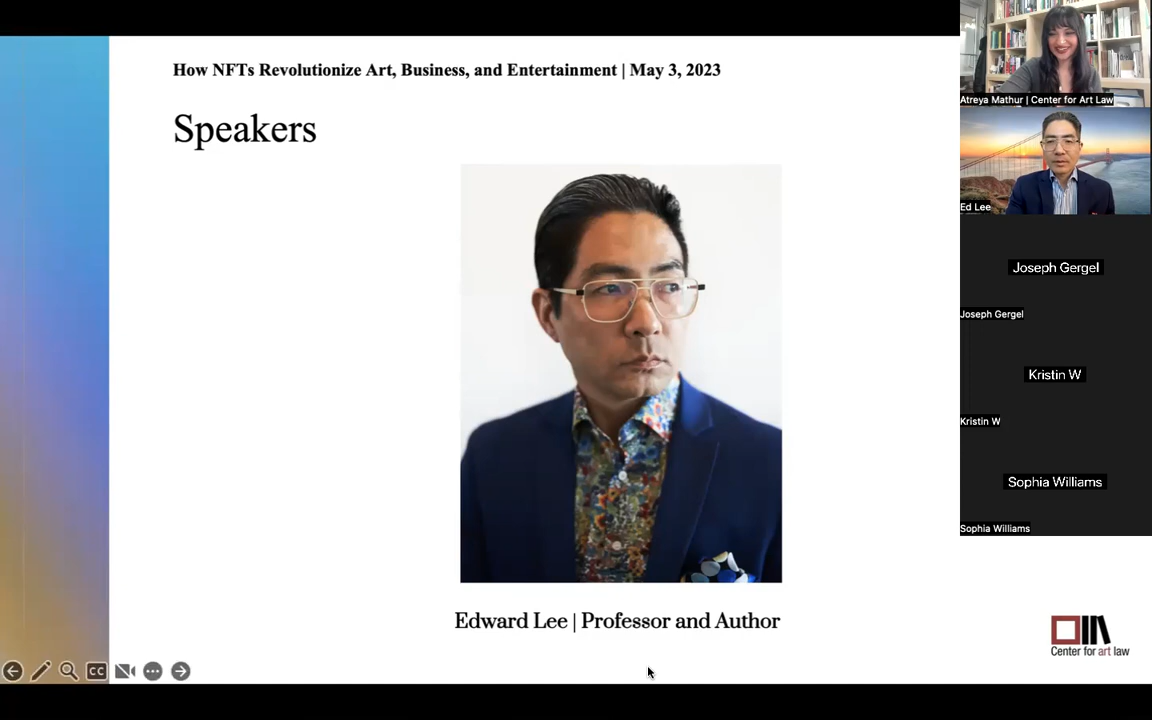 How NFTs Revolutionize Art, Business, and Entertainment | May 3, 2023
Speakers
Edward Lee | Professor and Author
Center for art law
CC
Atreya Mathur | Center for Art Law
Ed Lee
Joseph Gergel
Joseph Gergel
Kristin W
Kristin W
Sophia Williams
Sophia Williams